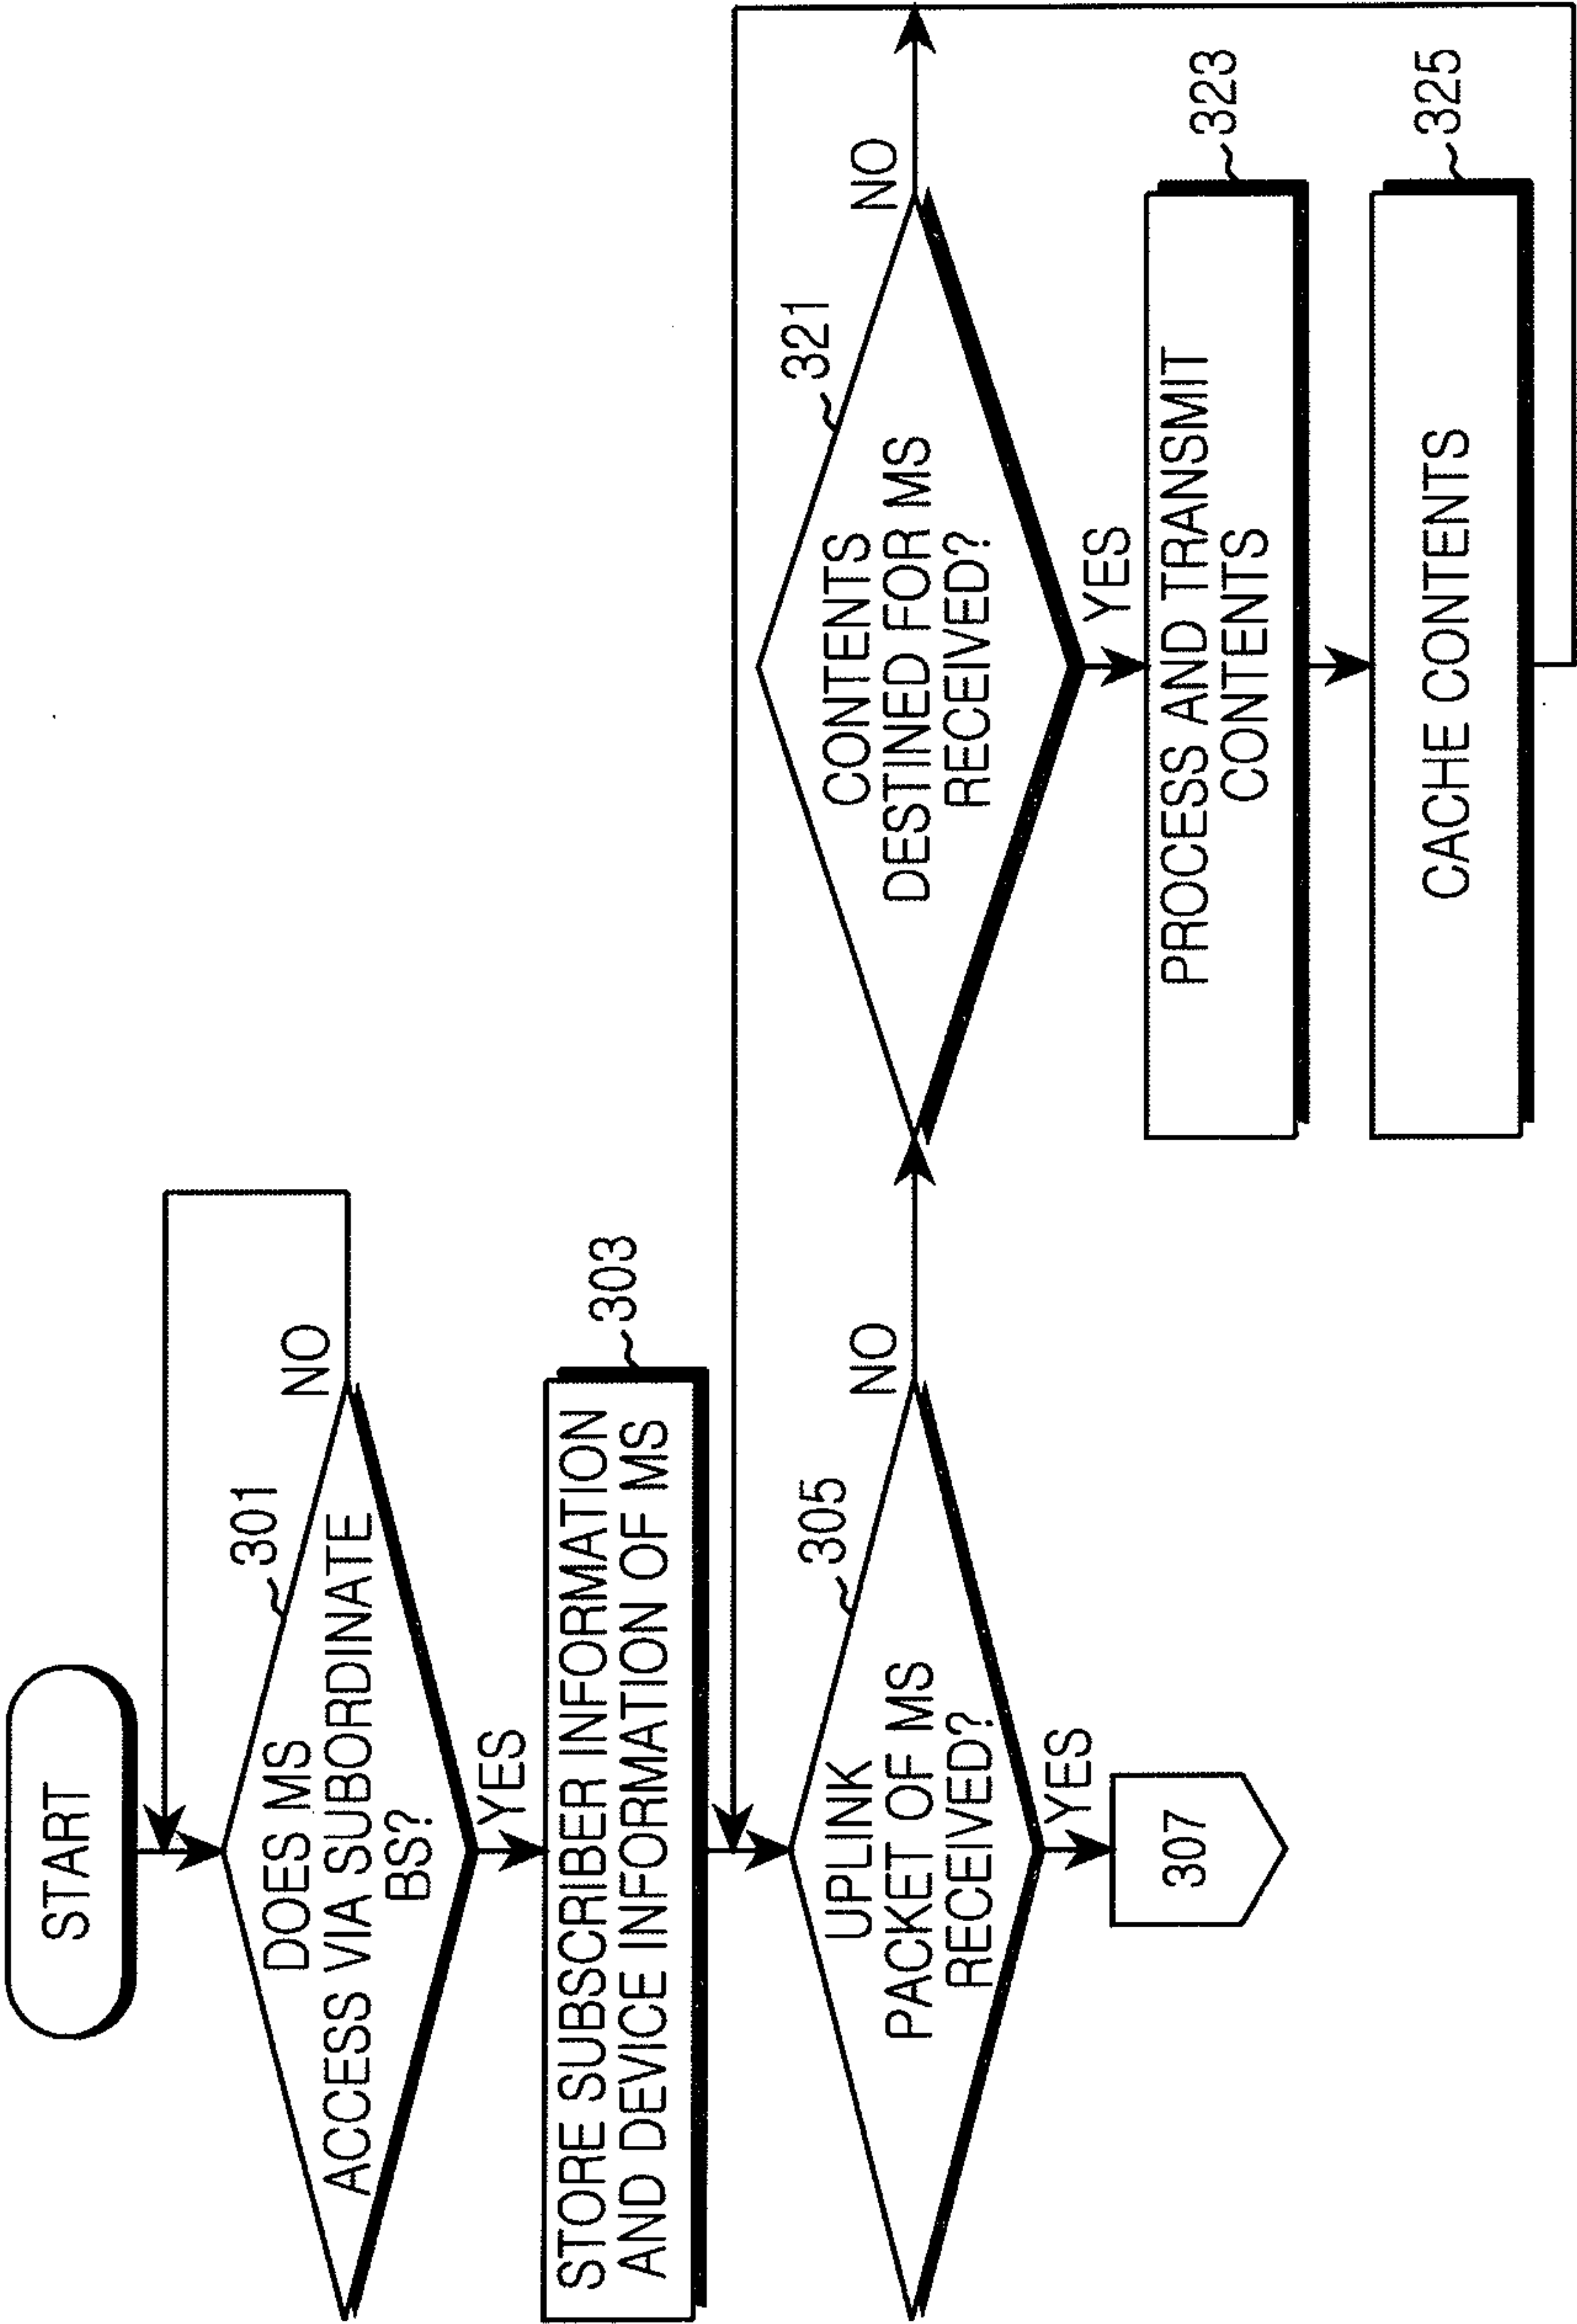 START
301
DOES MS
ACCESS VIA SUBORDINATE
BS?
NO
YES
303
STORE SUBSCRIBER INFORMATION
AND DEVICE INFORMATION OF MS
305
UPLINK
PACKET OF MS
RECEIVED?
NO
YES
307
321
CONTENTS
DESTINED FOR MS
RECEIVED?
NO
YES
323
PROCESS AND TRANSMIT
CONTENTS
325
CACHE CONTENTS